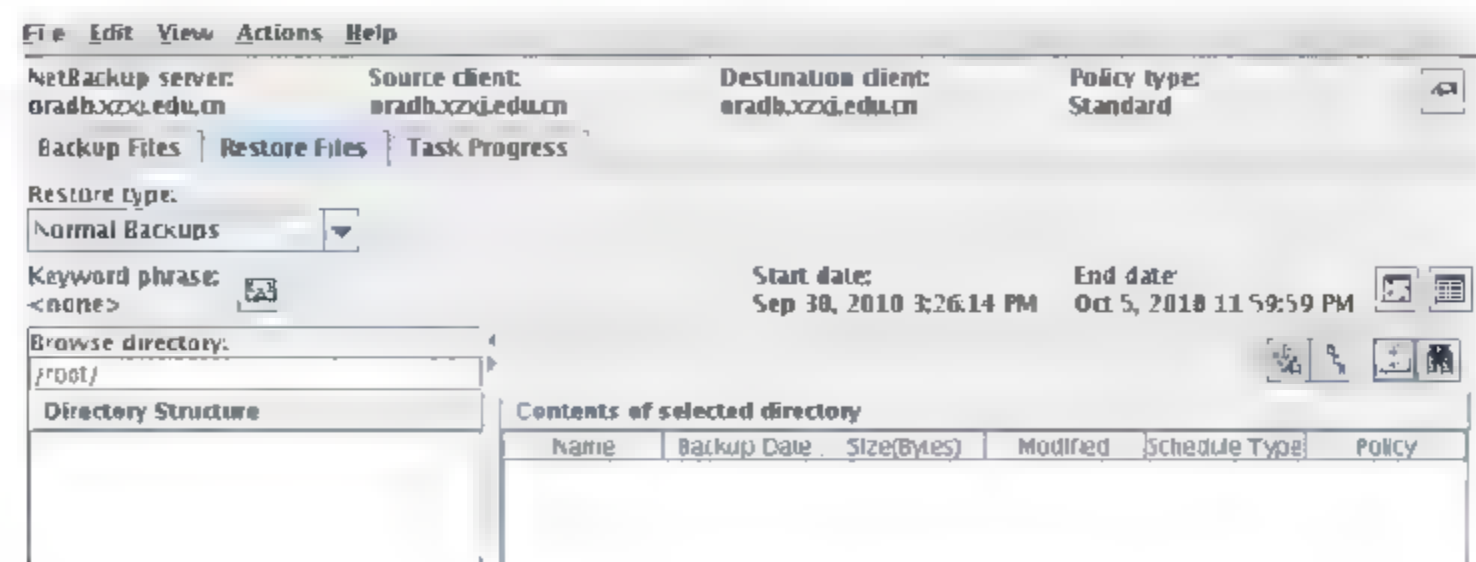 File Edit View Actions Help
NetBackup server: Source client: Destination client: Policy type:
oradb.xzxj.edu.cn oradb.xzxj.edu.cn oradb.xzxj.edu.cn Standard
Backup Files Restore Files Task Progress
Restore type:
Normal Backups
Keyword phrase: Start date: End date
<none> Sep 30, 2010 3:26:14 PM Oct 5, 2010 11:59:59 PM
Browse directory:
/root/
Directory Structure Contents of selected directory
Name Backup Date Size(Bytes) Modified Schedule Type Policy